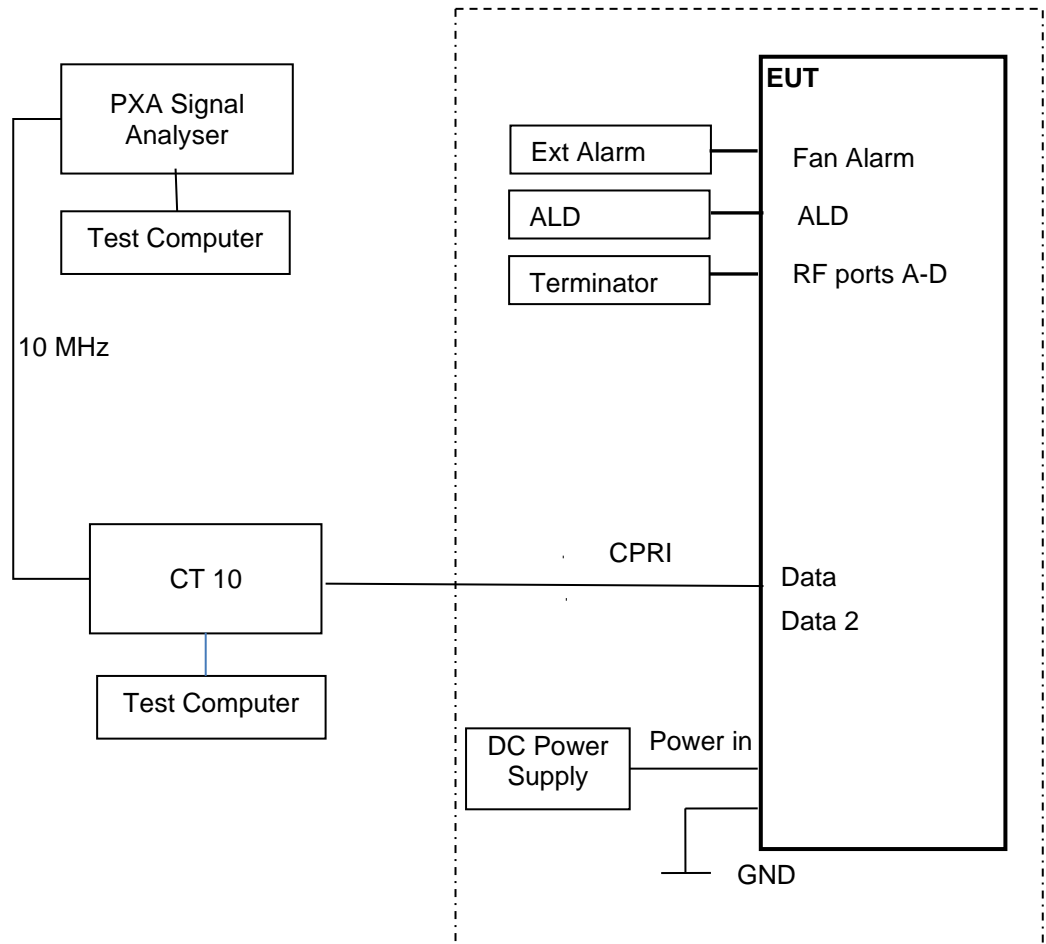 EUT
PXA Signal
Analyser
Ext Alarm
Fan Alarm
ALD
ALD
Test Computer
Terminator
RF ports A-D
10 MHz
CPRI
CT 10
Data
Data 2
Test Computer
DC Power
Supply
Power in
GND